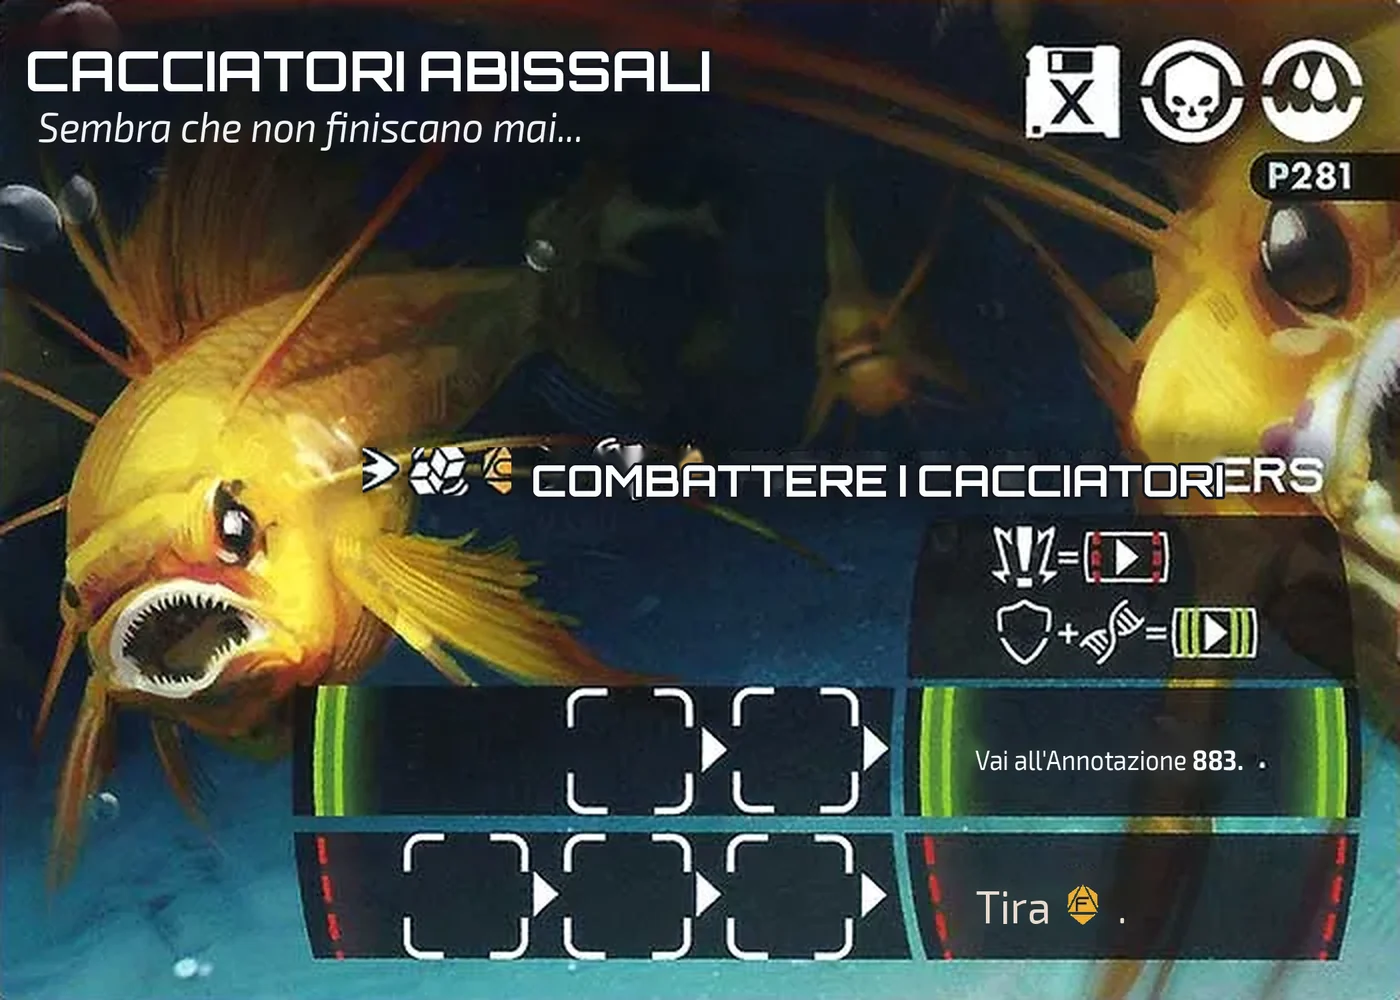 CACCIATORI ABISSALI
Sembra che non finiscano mai...
X
P281
C COMBATTERE I CACCIATORI ERS
Vai all'Annotazione 883. .
Tira F .